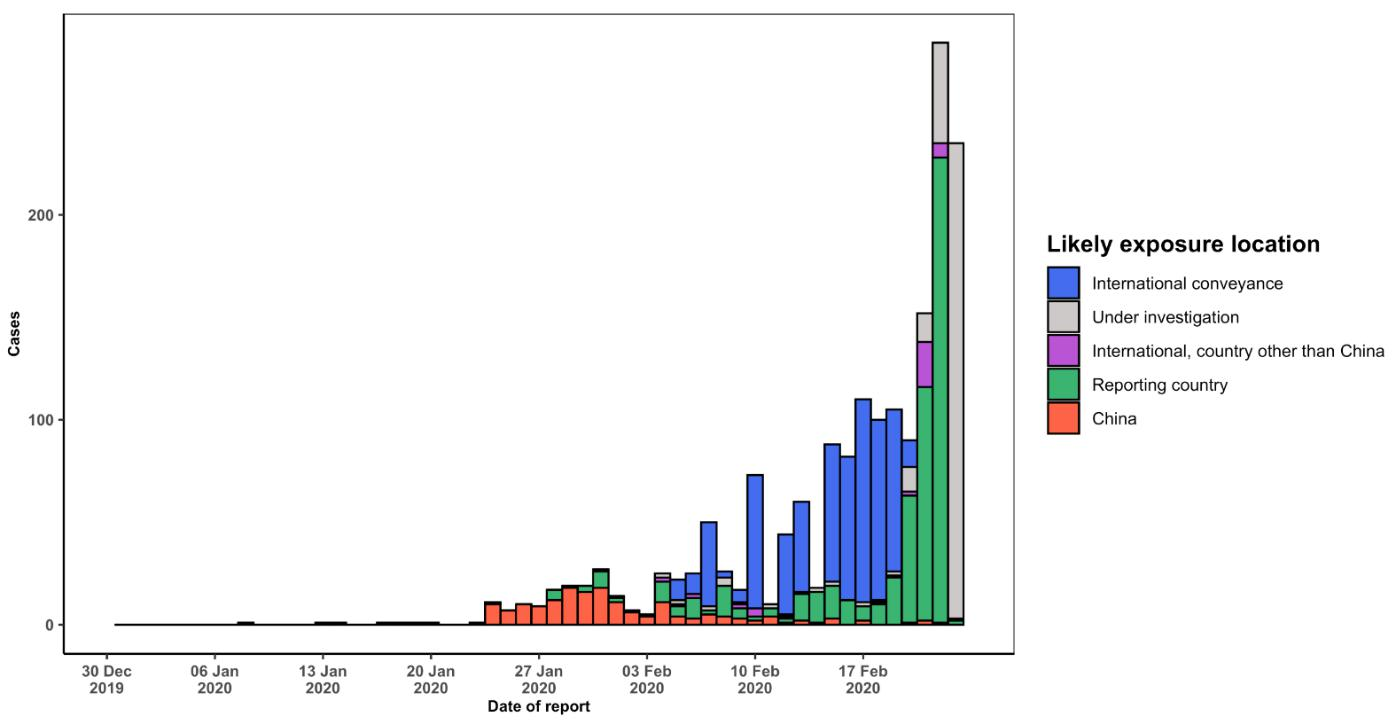 Cases
200
100
0
30 Dec
2019
06 Jan
2020
13 Jan
2020
20 Jan
2020
27 Jan
2020
03 Feb
2020
10 Feb
2020
17 Feb
2020
Date of report
Likely exposure location
International conveyance
Under investigation
International, country other than China
Reporting country
China